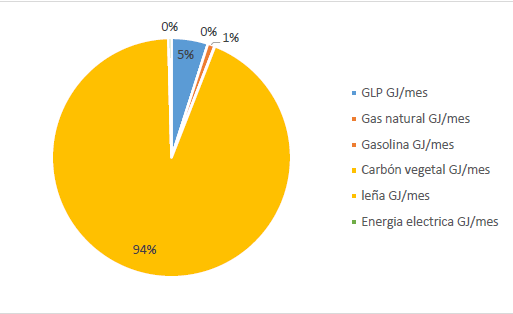 0%
0%
1%
5%
94%
GLP GJ/mes
Gas natural GJ/mes
Gasolina GJ/mes
Carbón vegetal GJ/mes
leña GJ/mes
Energia electrica GJ/mes